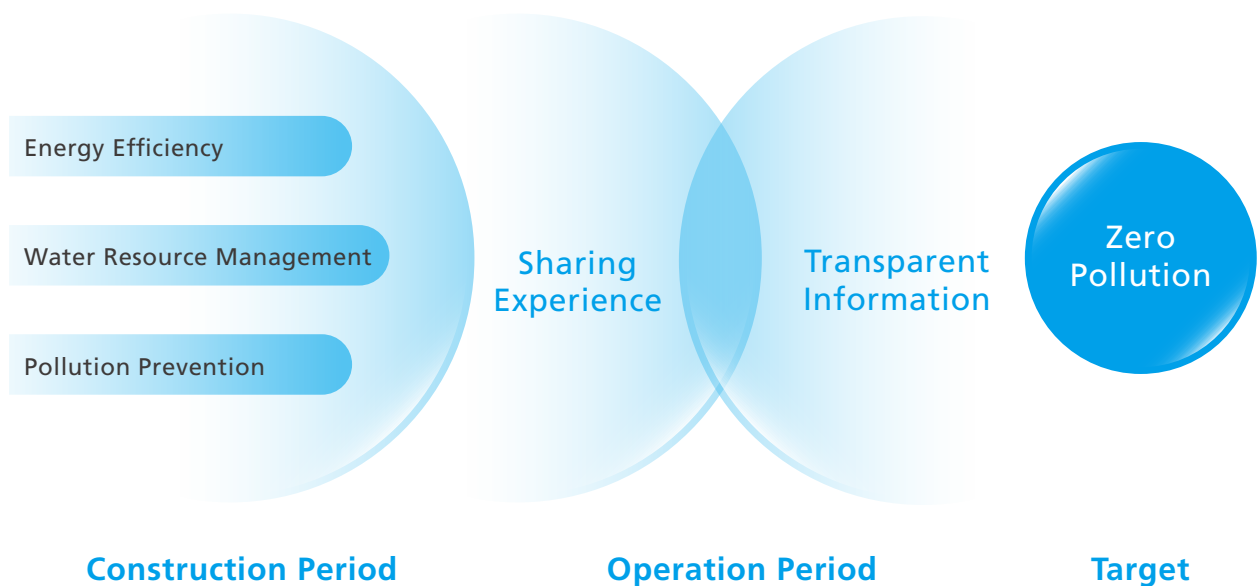 Energy Efficiency
Water Resource Management
Pollution Prevention
Sharing
Experience
Transparent
Information
Zero
Pollution
Construction Period
Operation Period
Target